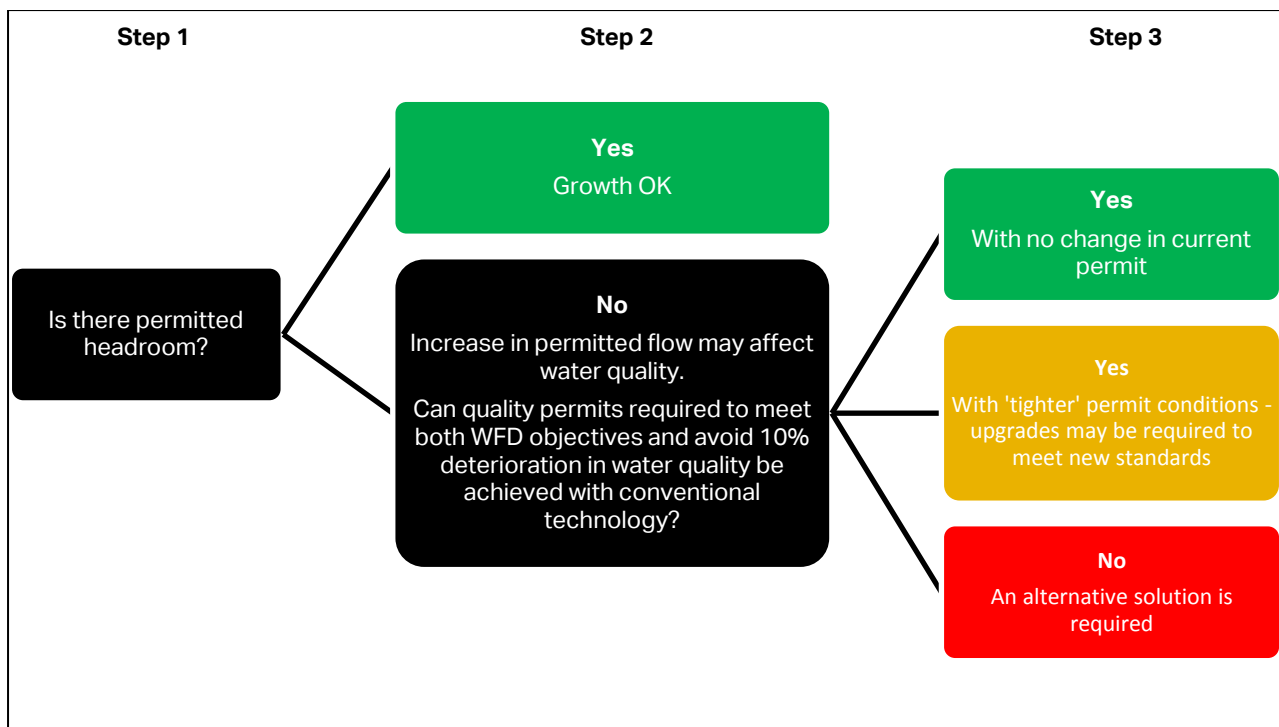 Step 1
Step 2
Step 3
Is there permitted
headroom?
Yes
Growth OK
No
Increase in permitted flow may affect
water quality.
Can quality permits required to meet
both WFD objectives and avoid 10%
deterioration in water quality be
achieved with conventional
technology?
Yes
With no change in current
permit
Yes
With 'tighter' permit conditions -
upgrades may be required to
meet new standards
No
An alternative solution is
required